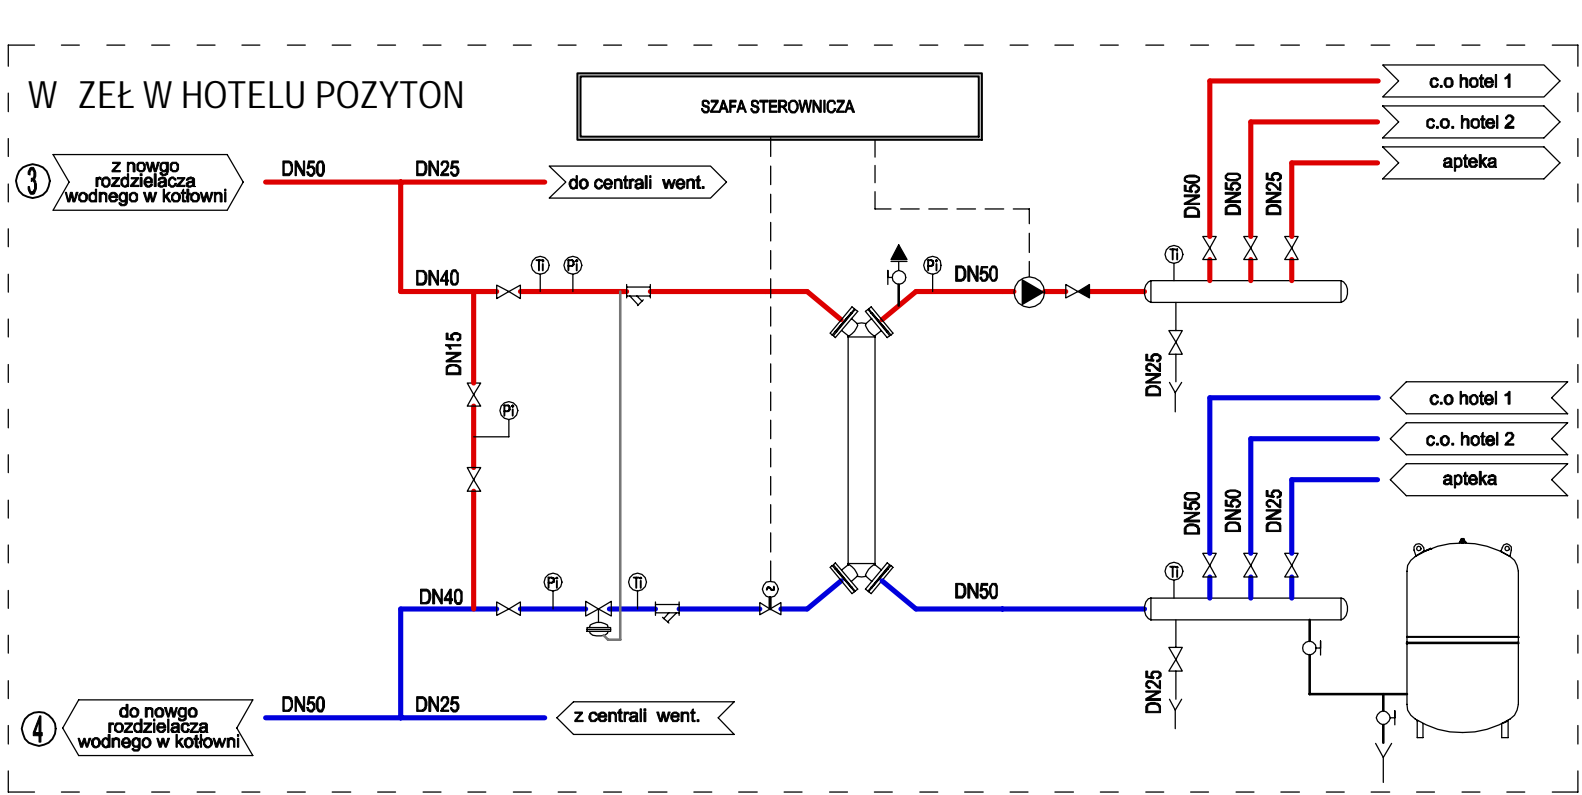 W ZEŁ W HOTELU POZYTON
SZAFA STEROWNICZA
c.o hotel 1
c.o. hotel 2
apteka
3
z nowgo
rozdzielacza
wodnego w kotłowni
DN50
DN25
do centrali went.
DN50
DN50
DN25
DN40
Ti
Pi
Pi
DN50
Ti
DN15
DN25
Pi
c.o hotel 1
c.o. hotel 2
apteka
DN50
DN50
DN25
DN40
Pi
Ti
DN50
Ti
DN25
4
do nowgo
rozdzielacza
wodnego w kotłowni
DN50
DN25
z centrali went.